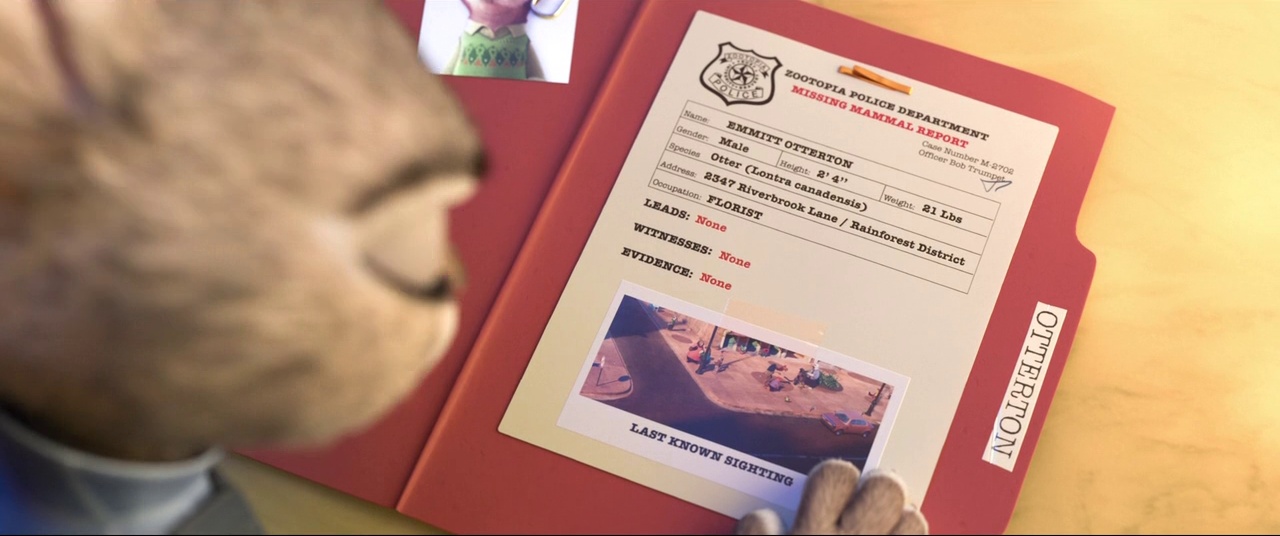 ZOOTOPIA
POLICE
ZOOTOPIA POLICE DEPARTMENT
MISSING MAMMAL REPORT
Case Number M-2702
Officer Bob Trumpet
Name: EMMITT OTTERTON
Gender: Male Height: 2' 4" Weight: 21 Lbs
Species Otter (Lontra canadensis)
Address: 2347 Riverbrook Lane / Rainforest District
Occupation: FLORIST
LEADS: None
WITNESSES: None
EVIDENCE: None
LAST KNOWN SIGHTING
OTTERTON